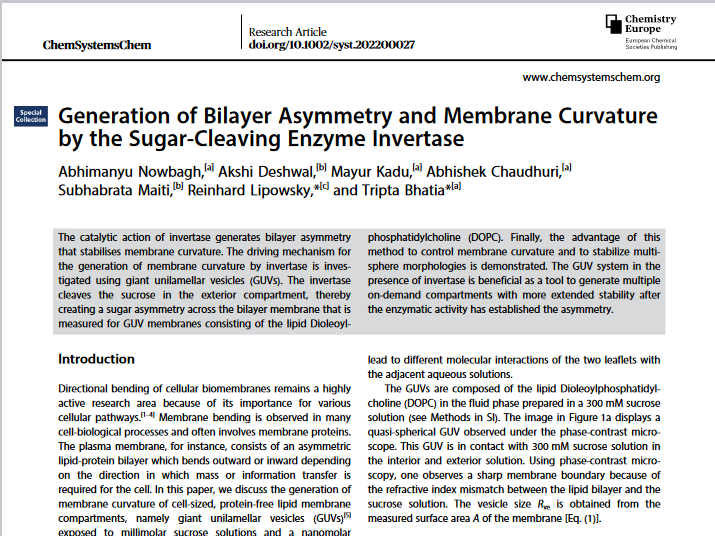 ChemSystemsChem
Research Article
doi.org/10.1002/syst.202200027
Chemistry
Europe
European Chemical
Societies Publishing
www.chemsystemschem.org
Special
Collection
Generation of Bilayer Asymmetry and Membrane Curvature
by the Sugar-Cleaving Enzyme Invertase
Abhimanyu Nowbagh,[a] Akshi Deshwal,[b] Mayur Kadu,[a] Abhishek Chaudhuri,[a]
Subhabrata Maiti,[b] Reinhard Lipowsky,*[c] and Tripta Bhatia*[a]
The catalytic action of invertase generates bilayer asymmetry
that stabilises membrane curvature. The driving mechanism for
the generation of membrane curvature by invertase is inves-
tigated using giant unilamellar vesicles (GUVs). The invertase
cleaves the sucrose in the exterior compartment, thereby
creating a sugar asymmetry across the bilayer membrane that is
measured for GUV membranes consisting of the lipid Dioleoyl-
phosphatidylcholine (DOPC). Finally, the advantage of this
method to control membrane curvature and to stabilize multi-
sphere morphologies is demonstrated. The GUV system in the
presence of invertase is beneficial as a tool to generate multiple
on-demand compartments with more extended stability after
the enzymatic activity has established the asymmetry.
Introduction
Directional bending of cellular biomembranes remains a highly
active research area because of its importance for various
cellular pathways.[1–4] Membrane bending is observed in many
cell-biological processes and often involves membrane proteins.
The plasma membrane, for instance, consists of an asymmetric
lipid-protein bilayer which bends outward or inward depending
on the direction in which mass or information transfer is
required for the cell. In this paper, we discuss the generation of
membrane curvature of cell-sized, protein-free lipid membrane
compartments, namely giant unilamellar vesicles (GUVs)[5]
exposed to millimolar sucrose solutions and a nanomolar
lead to different molecular interactions of the two leaflets with
the adjacent aqueous solutions.
The GUVs are composed of the lipid Dioleoylphosphatidyl-
choline (DOPC) in the fluid phase prepared in a 300 mM sucrose
solution (see Methods in SI). The image in Figure 1a displays a
quasi-spherical GUV observed under the phase-contrast micro-
scope. This GUV is in contact with 300 mM sucrose solution in
the interior and exterior solution. Using phase-contrast micro-
scopy, one observes a sharp membrane boundary because of
the refractive index mismatch between the lipid bilayer and the
sucrose solution. The vesicle size Rve is obtained from the
measured surface area A of the membrane [Eq. (1)].